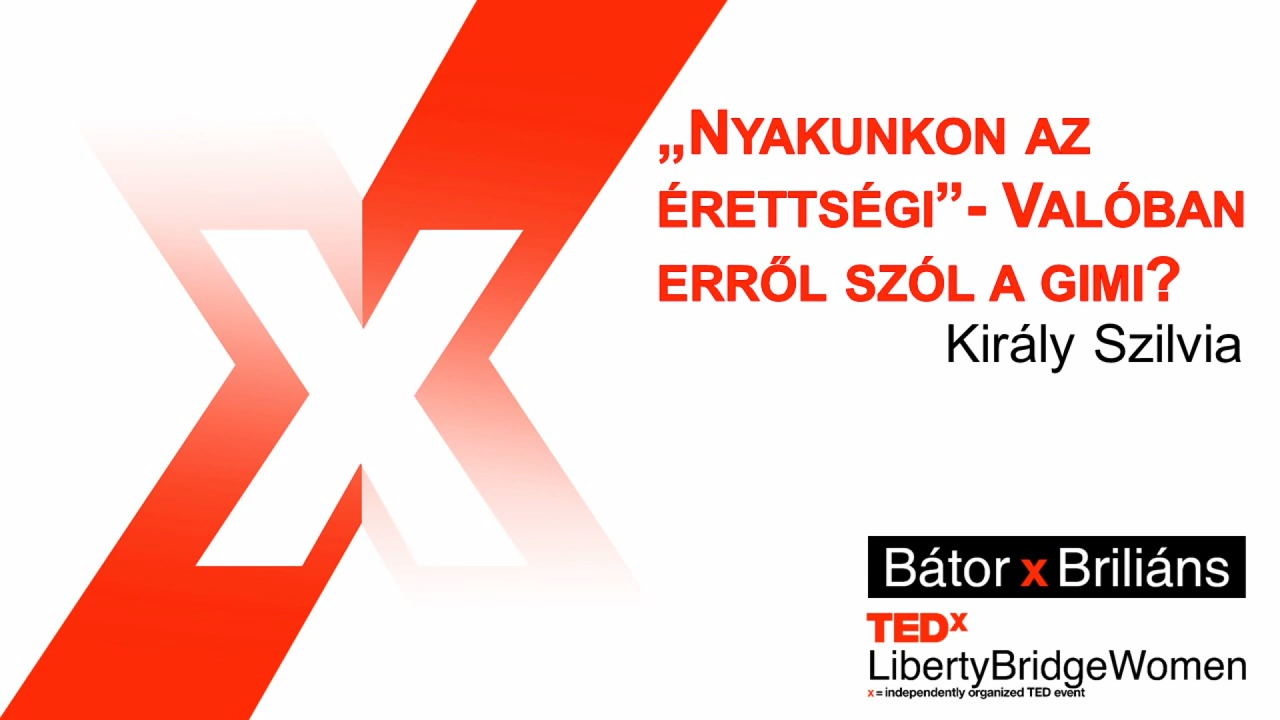 „Nyakunkon az
érettségi”- Valóban
erről szól a gimi?
Király Szilvia
x
Bátor x Briliáns
TEDx
LibertyBridgeWomen
x = independently organized TED event